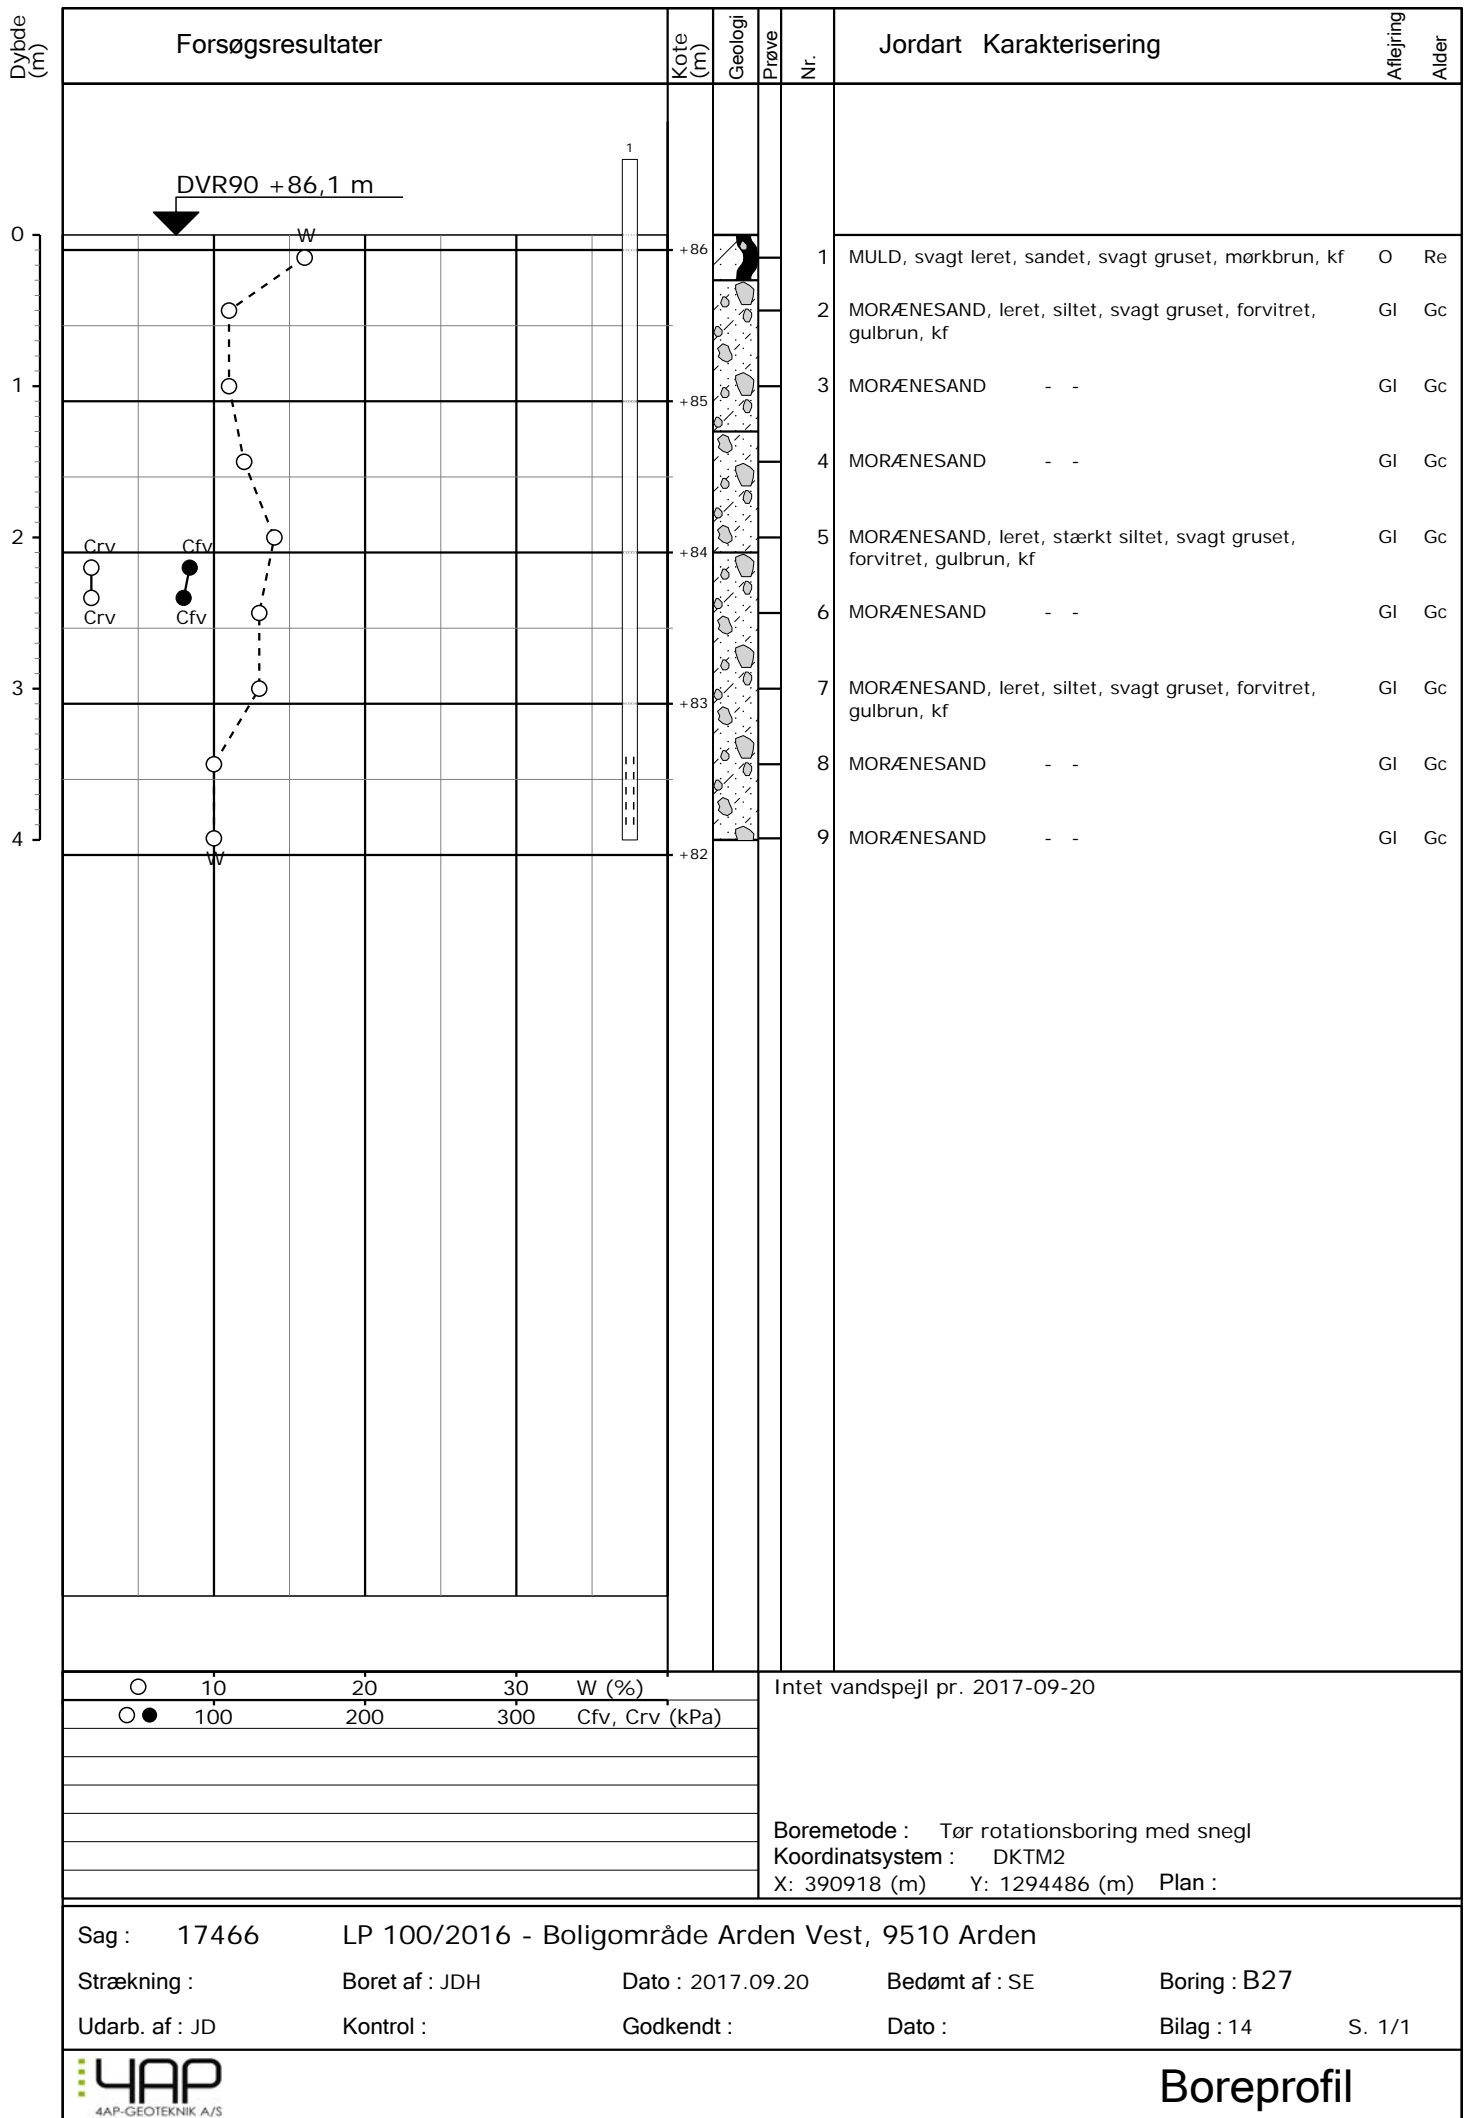 Dybde (m)
Forsøgsresultater
Kote (m)
Geologi
Prøve
Nr.
Jordart Karakterisering
Aflejring
Alder
1
DVR90 +86,1 m
0
W
+86
1 MULD, svagt leret, sandet, svagt gruset, mørkbrun, kf O Re
2 MORÆNESAND, leret, siltet, svagt gruset, forvitret, Gl Gc
gulbrun, kf
1
3 MORÆNESAND - - Gl Gc
+85
4 MORÆNESAND - - Gl Gc
2
5 MORÆNESAND, leret, stærkt siltet, svagt gruset, Gl Gc
forvitret, gulbrun, kf
Crv Cfv
+84
6 MORÆNESAND - - Gl Gc
Crv Cfv
3
7 MORÆNESAND, leret, siltet, svagt gruset, forvitret, Gl Gc
gulbrun, kf
+83
8 MORÆNESAND - - Gl Gc
4
9 MORÆNESAND - - Gl Gc
W
+82
10 20 30 W (%)
100 200 300 Cfv, Crv (kPa)
Intet vandspejl pr. 2017-09-20
Boremetode : Tør rotationsboring med snegl
Koordinatsystem : DKTM2
X: 390918 (m) Y: 1294486 (m) Plan :
Sag : 17466 LP 100/2016 - Boligområde Arden Vest, 9510 Arden
Strækning : Boret af : JDH Dato : 2017.09.20 Bedømt af : SE Boring : B27
Udarb. af : JD Kontrol : Godkendt : Dato : Bilag : 14 S. 1/1
4AP
4AP-GEOTEKNIK A/S
Boreprofil